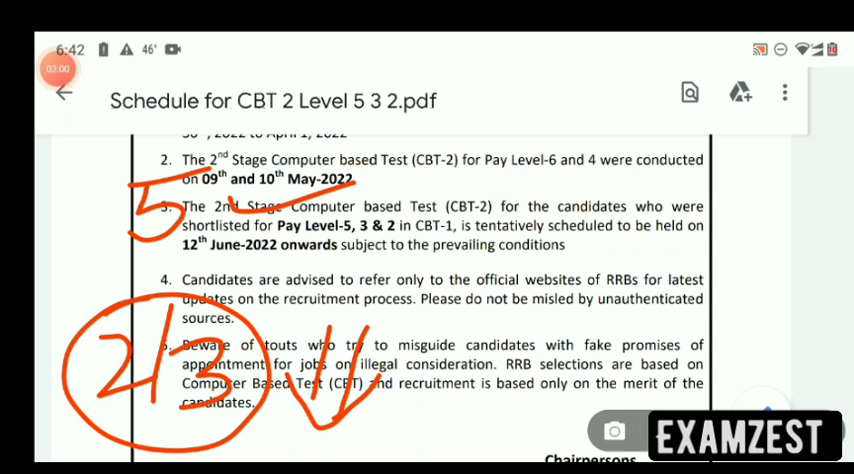 6:42 46°
03:00
Schedule for CBT 2 Level 5 3 2.pdf
2. The 2nd Stage Computer based Test (CBT-2) for Pay Level-6 and 4 were conducted
on 09th and 10th May-2022
5
3. The 2nd Stage Computer based Test (CBT-2) for the candidates who were
shortlisted for Pay Level-5, 3 & 2 in CBT-1, is tentatively scheduled to be held on
12th June-2022 onwards subject to the prevailing conditions
4. Candidates are advised to refer only to the official websites of RRBs for latest
updates on the recruitment process. Please do not be misled by unauthenticated
sources.
2/3
Beware of touts who try to misguide candidates with fake promises of
appointment for jobs on illegal consideration. RRB selections are based on
Computer Based Test (CBT) and recruitment is based only on the merit of the
candidates.
EXAMZEST
Chairpersons